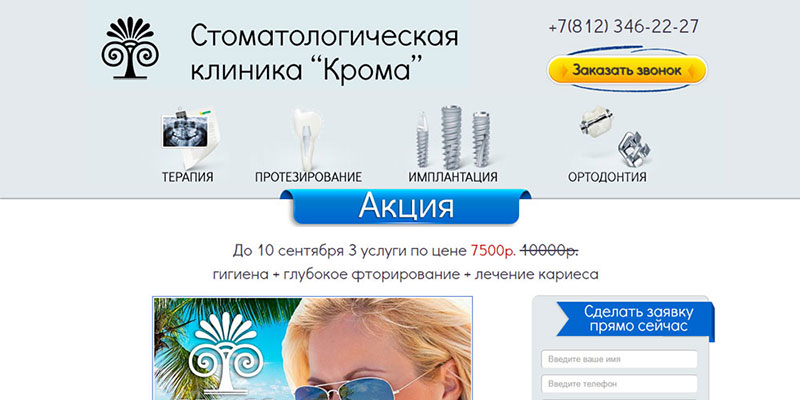 Стоматологическая
клиника “Крома”
+7(812) 346-22-27
Заказать звонок
ТЕРАПИЯ
ПРОТЕЗИРОВАНИЕ
ИМПЛАНТАЦИЯ
ОРТОДОНТИЯ
Акция
До 10 сентября 3 услуги по цене 7500р. 10000р.
гигиена + глубокое фторирование + лечение кариеса
Сделать заявку
прямо сейчас
Введите ваше имя
Введите телефон